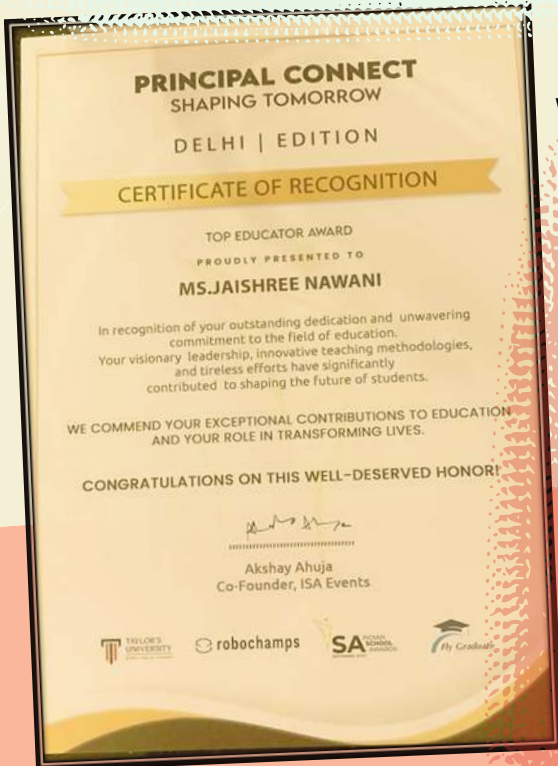 PRINCIPAL CONNECT
SHAPING TOMORROW
DELHI | EDITION
CERTIFICATE OF RECOGNITION
TOP EDUCATOR AWARD
PROUDLY PRESENTED TO
MS.JAISHREE NAWANI
In recognition of your outstanding dedication and unwavering
commitment to the field of education.
Your visionary leadership, innovative teaching methodologies,
and tireless efforts have significantly
contributed to shaping the future of students.
WE COMMEND YOUR EXCEPTIONAL CONTRIBUTIONS TO EDUCATION
AND YOUR ROLE IN TRANSFORMING LIVES.
CONGRATULATIONS ON THIS WELL-DESERVED HONOR!
Akshay Ahuja
Co-Founder, ISA Events
TAYLOR'S
UNIVERSITY
robochamps
SA
INDIAN
SCHOOL
AWARDS
Fly Graduate